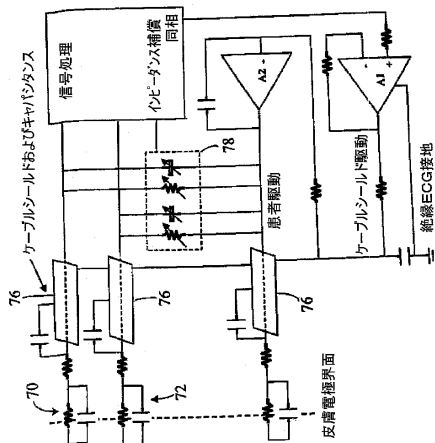 ケーブルシールドおよびキャパシタンス
信号処理
インピーダンス補償
同相
78
76
76
76
70
72
A2
患者駆動
A1
-
+
ケーブルシールド駆動
絶縁ECG接地
皮膚電極界面